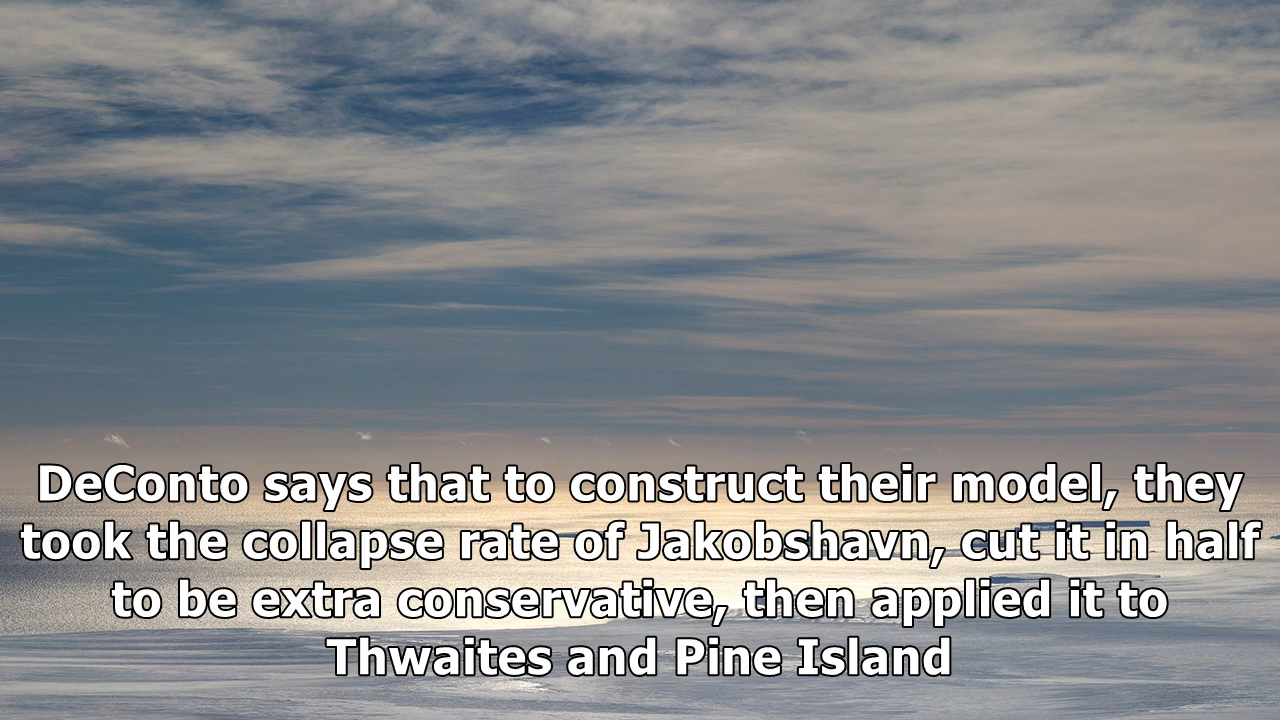 DeConto says that to construct their model, they
took the collapse rate of Jakobshavn, cut it in half
to be extra conservative, then applied it to
Thwaites and Pine Island